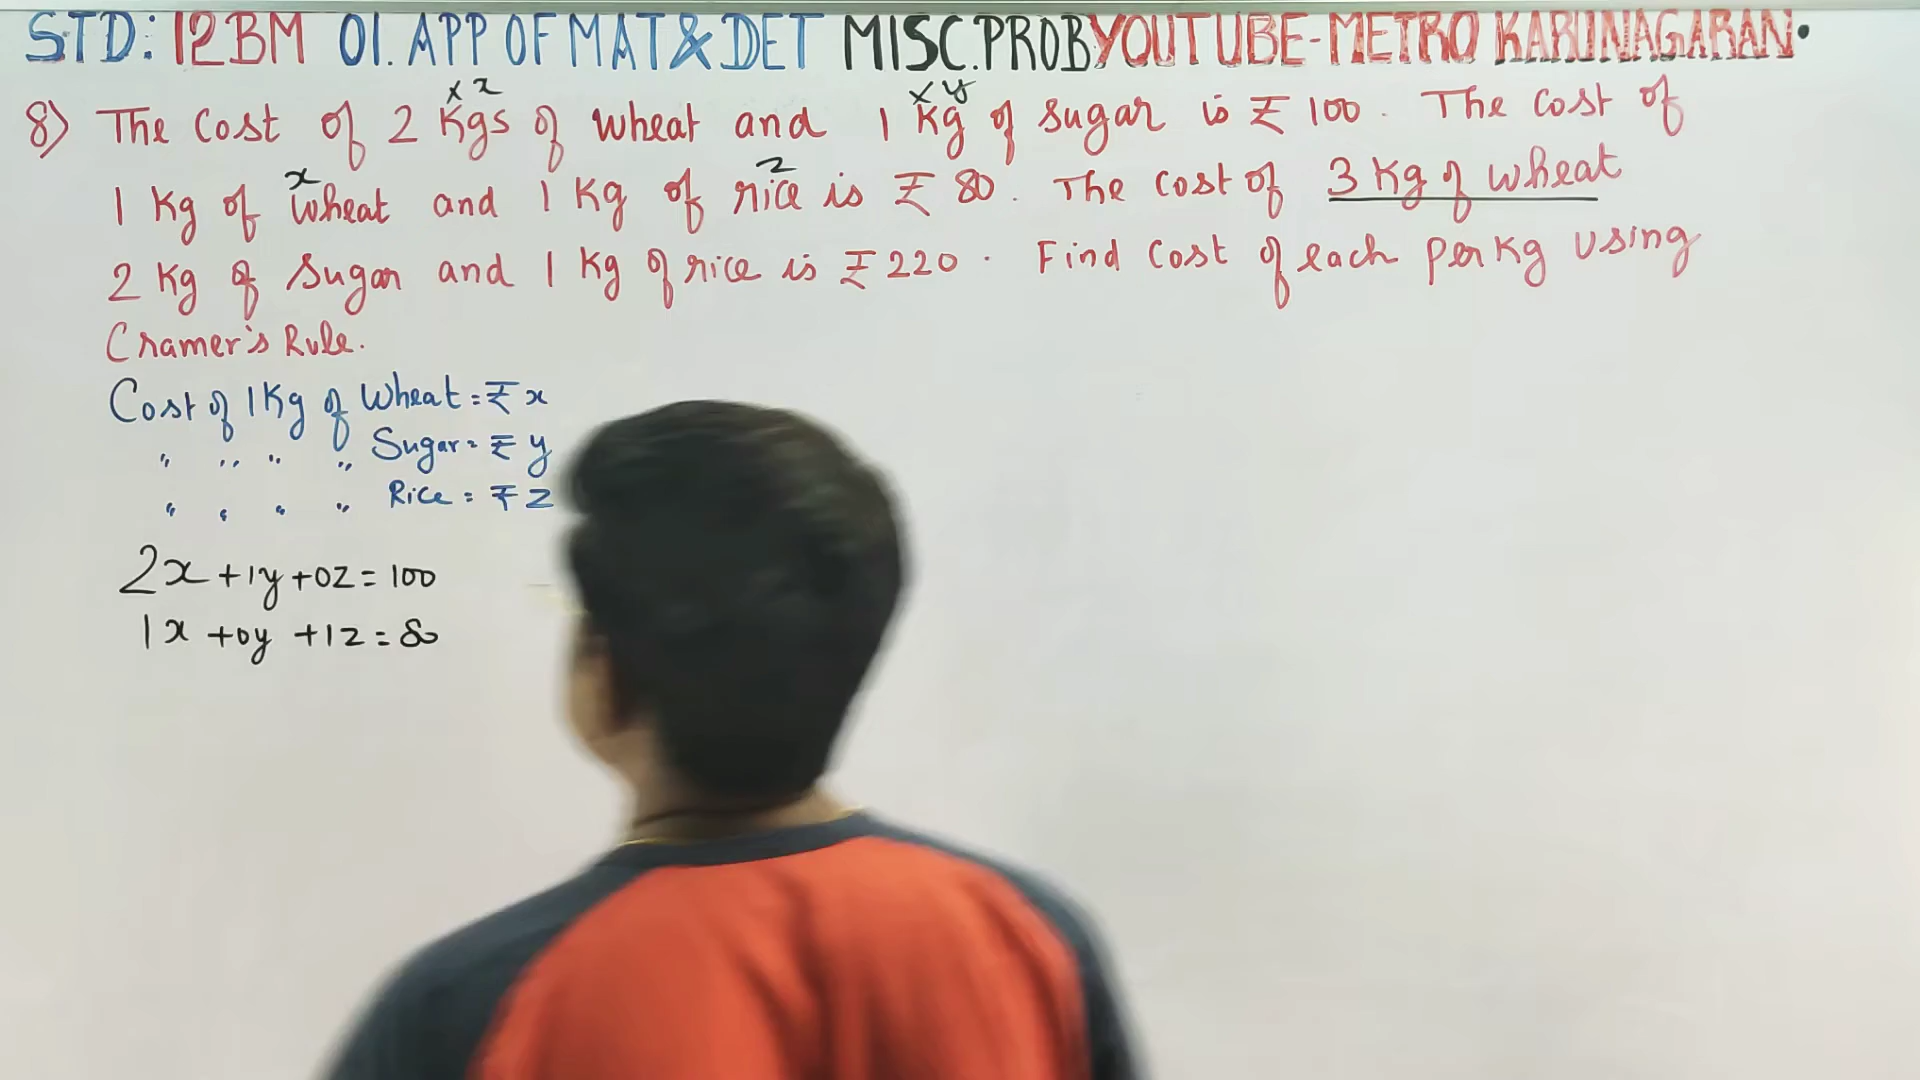 STD: 12BM 01. APP OF MAT & DET MISC. PROB YOUTUBE-METRO KARUNAGARAN.
x x x y
8) The Cost of 2 Kgs of wheat and 1 Kg of sugar is ₹ 100. The Cost of
x z
1 Kg of wheat and 1 Kg of rice is ₹ 80. The Cost of 3 Kg of wheat
2 Kg of Sugar and 1 Kg of rice is ₹ 220. Find Cost of each per Kg using
Cramer's Rule.
Cost of 1 Kg of Wheat = ₹ x
" " " " Sugar = ₹ y
" " " " Rice = ₹ z
2x + 1y + 0z = 100
1x + 0y + 1z = 80